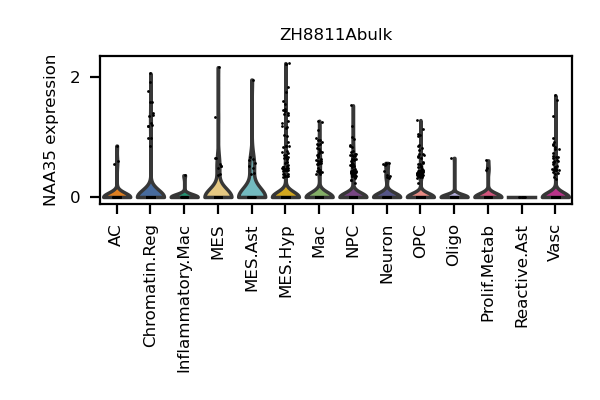 ZH8811Abulk
NAA35 expression
2
0
AC
Chromatin.Reg
Inflammatory.Mac
MES
MES.Ast
MES.Hyp
Mac
NPC
Neuron
OPC
Oligo
Prolif.Metab
Reactive.Ast
Vasc